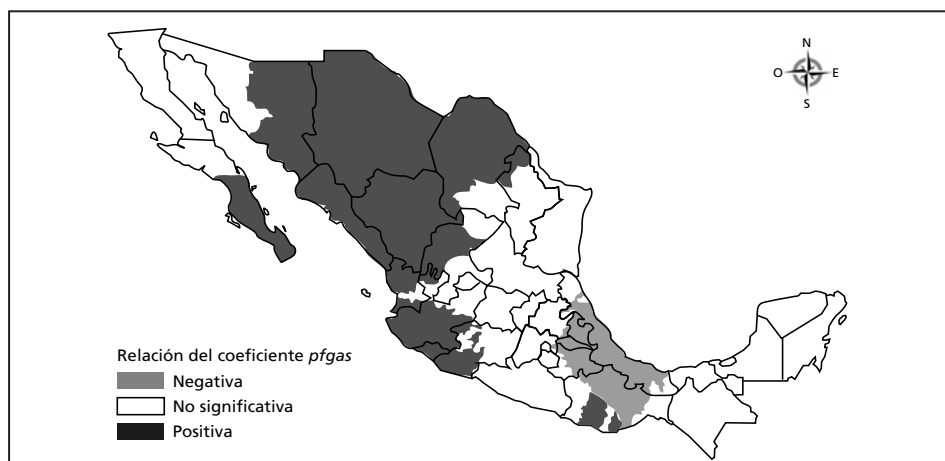 N
O E
S
Relación del coeficiente pfgas
Negativa
No significativa
Positiva